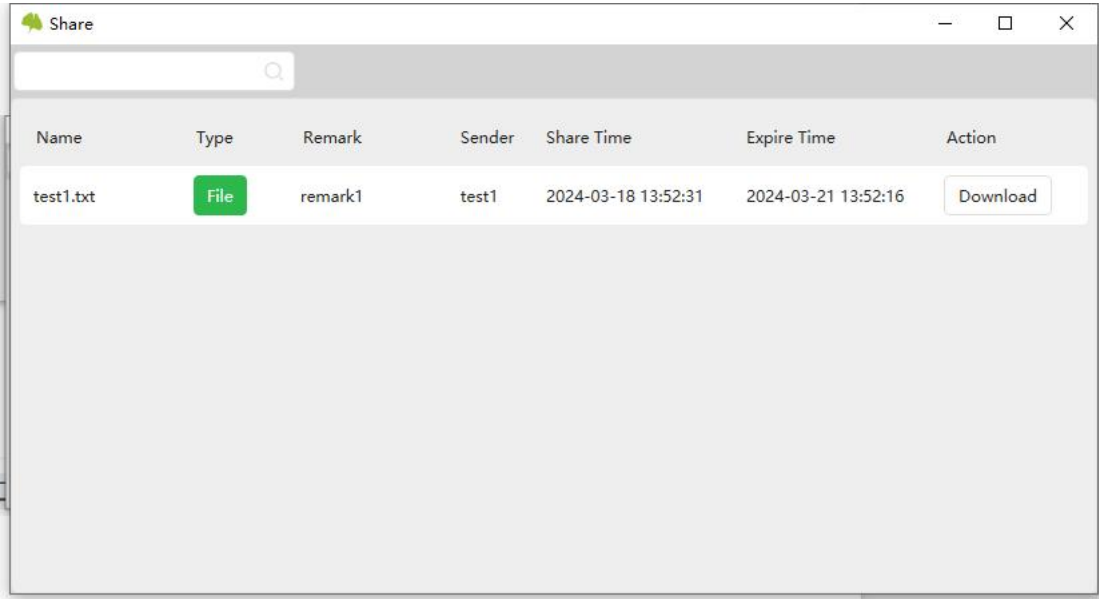 Share
Name Type Remark Sender Share Time Expire Time Action
test1.txt File remark1 test1 2024-03-18 13:52:31 2024-03-21 13:52:16 Download